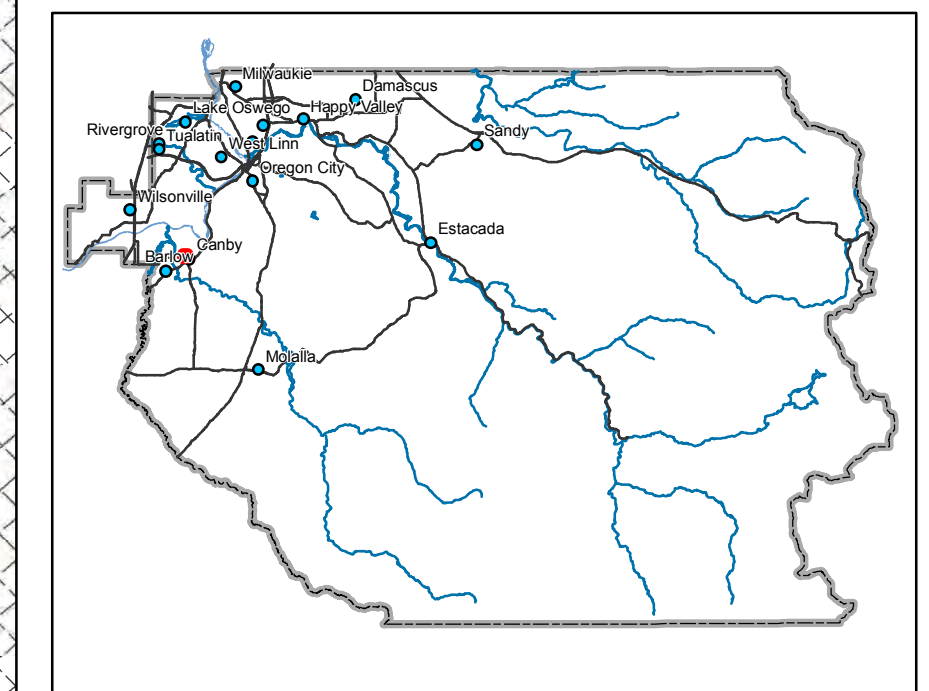 Milwaukie
Damascus
Lake Oswego
Happy Valley
Rivergrove
Tualatin
Sandy
West Linn
Oregon City
Wilsonville
Estacada
Canby
Barlow
Molalla